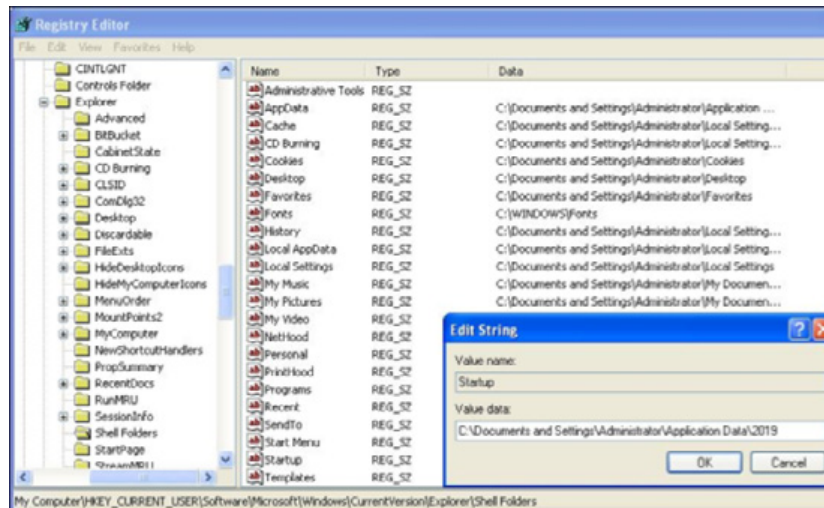 Registry Editor
File Edit View Favorites Help
CINTLGNT
Controls Folder
Explorer
Advanced
BitBucket
CabinetState
CD Burning
CLSID
ComDlg32
Desktop
Discardable
FileExts
HideDesktopIcons
HideMyComputerIcons
MenuOrder
MountPoints2
MyComputer
NewShortcutHandlers
PropSummary
RecentDocs
RunMRU
SessionInfo
Shell Folders
StartPage
StreamMRU
Name Type Data
Administrative Tools REG_SZ
AppData REG_SZ C:\Documents and Settings\Administrator\Application ...
Cache REG_SZ C:\Documents and Settings\Administrator\Local Setting...
CD Burning REG_SZ C:\Documents and Settings\Administrator\Local Setting...
Cookies REG_SZ C:\Documents and Settings\Administrator\Cookies
Desktop REG_SZ C:\Documents and Settings\Administrator\Desktop
Favorites REG_SZ C:\Documents and Settings\Administrator\Favorites
Fonts REG_SZ C:\WINDOWS\Fonts
History REG_SZ C:\Documents and Settings\Administrator\Local Setting...
Local AppData REG_SZ C:\Documents and Settings\Administrator\Local Setting...
Local Settings REG_SZ C:\Documents and Settings\Administrator\Local Settings
My Music REG_SZ C:\Documents and Settings\Administrator\My Documen...
My Pictures REG_SZ C:\Documents and Settings\Administrator\My Documen...
My Video REG_SZ
NetHood REG_SZ
Personal REG_SZ
PrintHood REG_SZ
Programs REG_SZ
Recent REG_SZ
SendTo REG_SZ
Start Menu REG_SZ
Startup REG_SZ
Templates REG_SZ
Edit String
Value name:
Startup
Value data:
C:\Documents and Settings\Administrator\Application Data\2019
OK Cancel
My Computer\HKEY_CURRENT_USER\Software\Microsoft\Windows\CurrentVersion\Explorer\Shell Folders